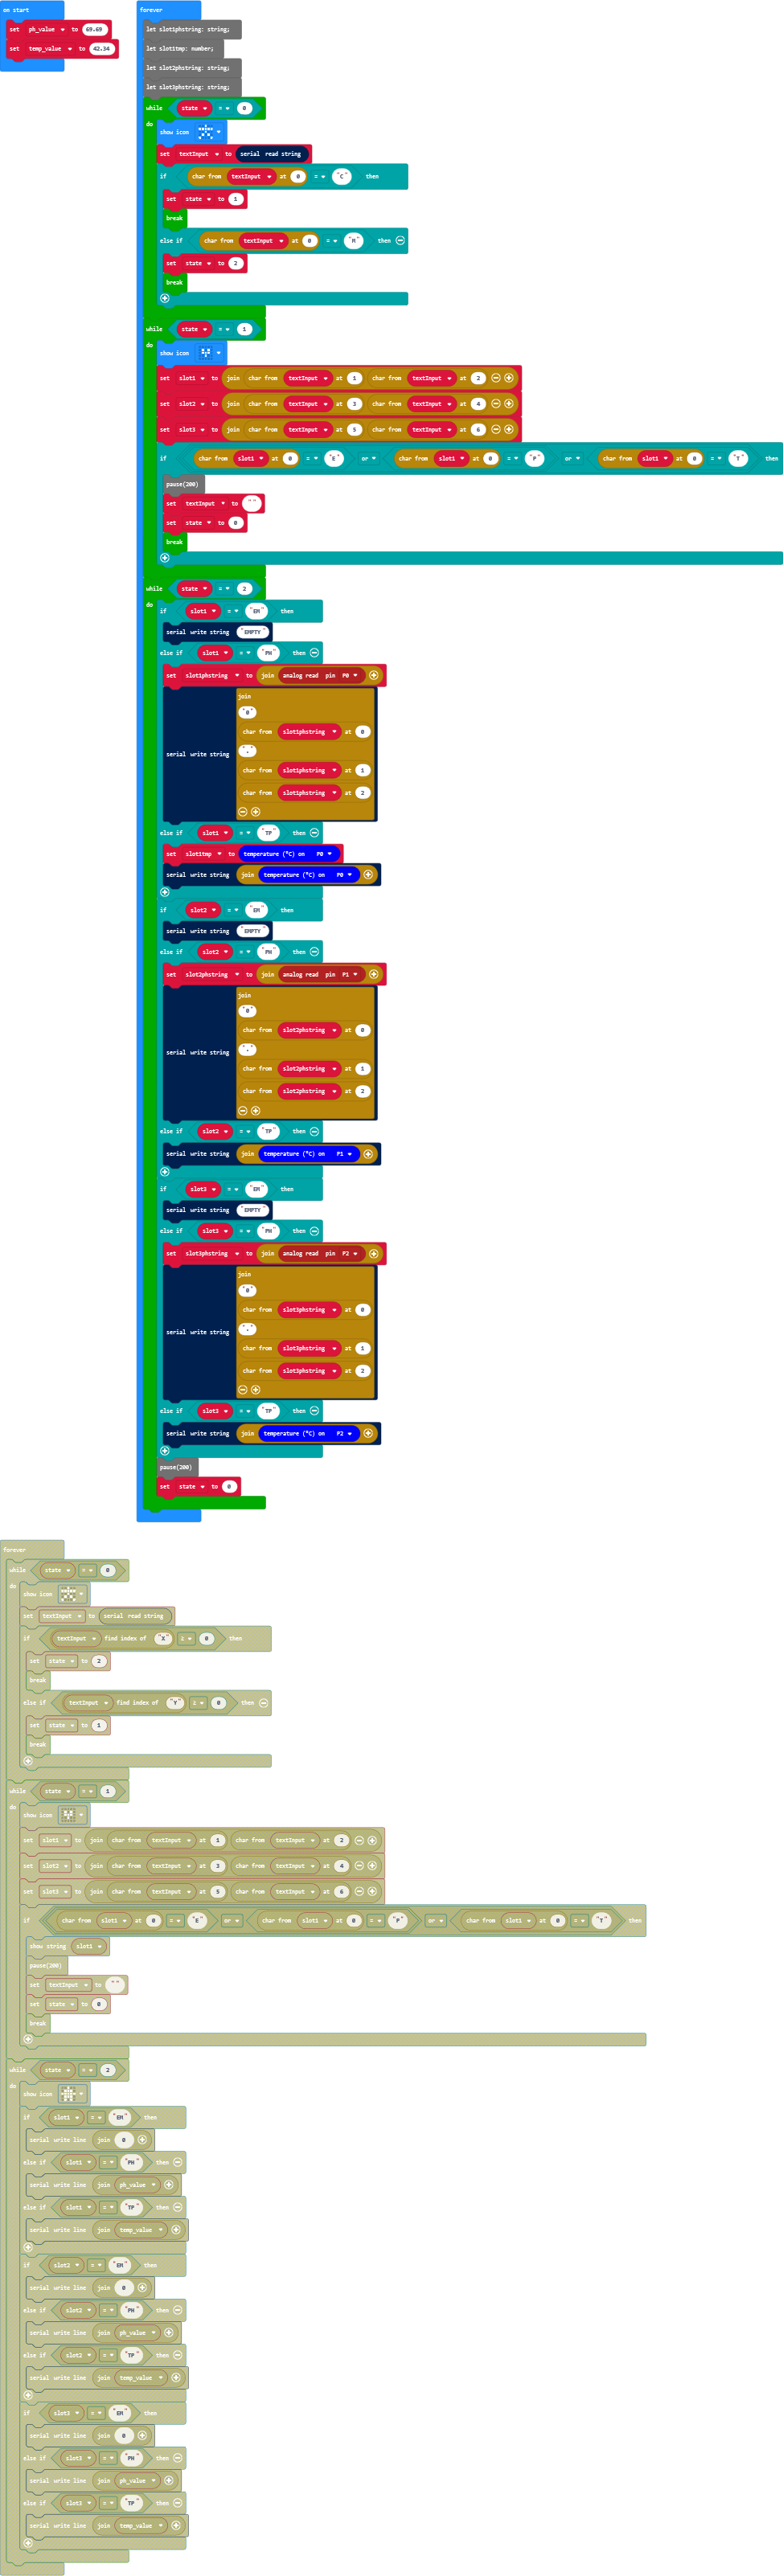 on start
set ph_value to 69.69
set temp_value to 42.34
forever
let slot1phstring: string;
let slot1tmp: number;
let slot2phstring: string;
let slot3phstring: string;
while state = 0
do
show icon
set textInput to serial read string
if char from textInput at 0 = "C" then
set state to 1
break
else if char from textInput at 0 = "M" then
set state to 2
break
while state = 1
do
show icon
set slot1 to join char from textInput at 1 char from textInput at 2
set slot2 to join char from textInput at 3 char from textInput at 4
set slot3 to join char from textInput at 5 char from textInput at 6
if char from slot1 at 0 = "E" or char from slot1 at 0 = "P" or char from slot1 at 0 = "T" then
pause(200)
set textInput to ""
set state to 0
break
while state = 2
do
if slot1 = "EM" then
serial write string "EMPTY"
else if slot1 = "PH" then
set slot1phstring to join analog read pin P0
join
"0"
char from slot1phstring at 0
"."
serial write string
char from slot1phstring at 1
char from slot1phstring at 2
else if slot1 = "TP" then
set slot1tmp to temperature (°C) on P0
serial write string join temperature (°C) on P0
if slot2 = "EM" then
serial write string "EMPTY"
else if slot2 = "PH" then
set slot2phstring to join analog read pin P1
join
"0"
char from slot2phstring at 0
"."
serial write string
char from slot2phstring at 1
char from slot2phstring at 2
else if slot2 = "TP" then
serial write string join temperature (°C) on P1
if slot3 = "EM" then
serial write string "EMPTY"
else if slot3 = "PH" then
set slot3phstring to join analog read pin P2
join
"0"
char from slot3phstring at 0
"."
serial write string
char from slot3phstring at 1
char from slot3phstring at 2
else if slot3 = "TP" then
serial write string join temperature (°C) on P2
pause(200)
set state to 0
forever
while state = 0
do
show icon
set textInput to serial read string
if textInput find index of "X" ≥ 0 then
set state to 2
break
else if textInput find index of "Y" ≥ 0 then
set state to 1
break
while state = 1
do
show icon
set slot1 to join char from textInput at 1 char from textInput at 2
set slot2 to join char from textInput at 3 char from textInput at 4
set slot3 to join char from textInput at 5 char from textInput at 6
if char from slot1 at 0 = "E" or char from slot1 at 0 = "P" or char from slot1 at 0 = "T" then
show string slot1
pause(200)
set textInput to ""
set state to 0
break
while state = 2
do
show icon
if slot1 = "EM" then
serial write line join 0
else if slot1 = "PH" then
serial write line join ph_value
else if slot1 = "TP" then
serial write line join temp_value
if slot2 = "EM" then
serial write line join 0
else if slot2 = "PH" then
serial write line join ph_value
else if slot2 = "TP" then
serial write line join temp_value
if slot3 = "EM" then
serial write line join 0
else if slot3 = "PH" then
serial write line join ph_value
else if slot3 = "TP" then
serial write line join temp_value